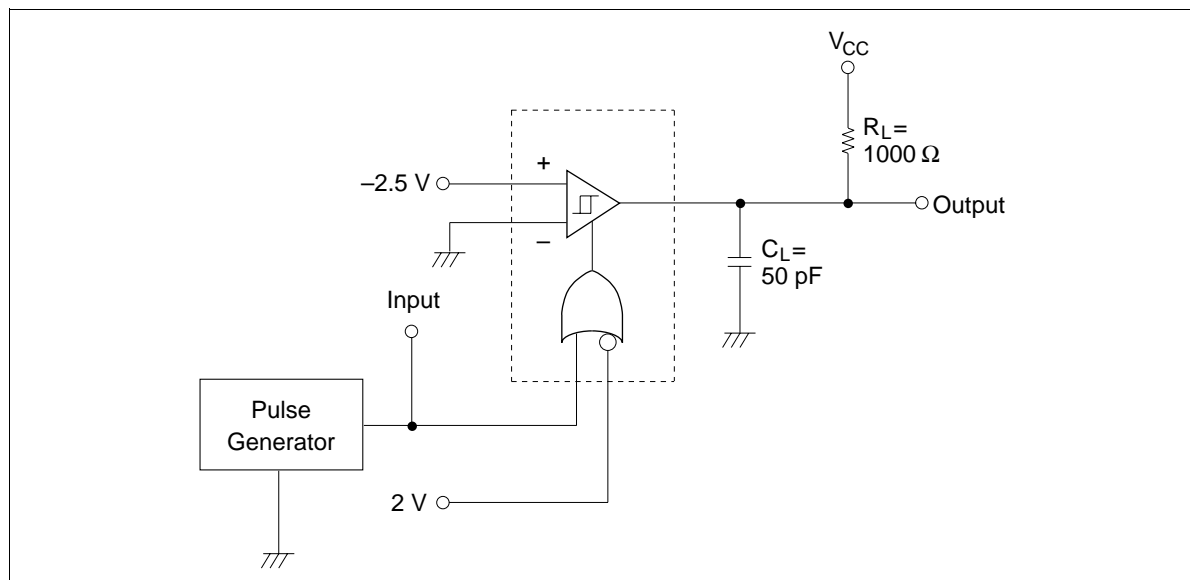 VCC
RL=
1000 Ω
+
–2.5 V
–
Output
CL=
50 pF
Input
Pulse
Generator
2 V